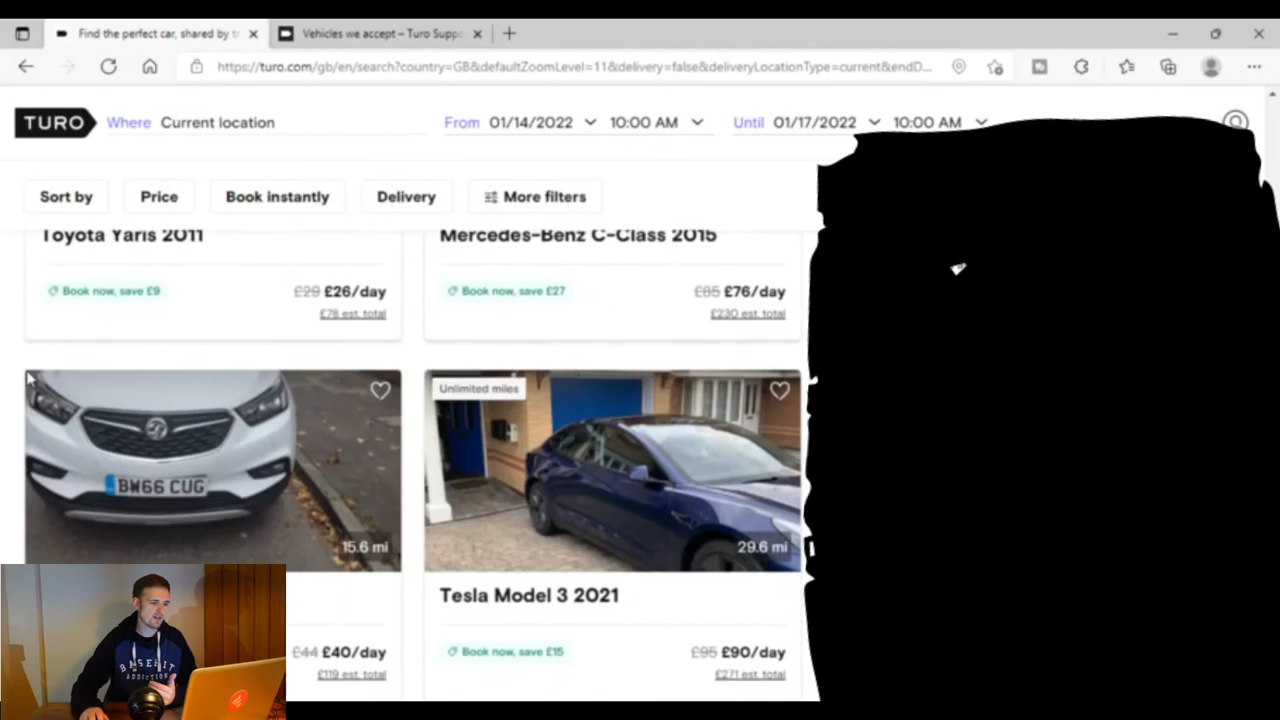 Find the perfect car, shared by t
Vehicles we accept – Turo Suppo
https://turo.com/gb/en/search?country=GB&defaultZoomLevel=11&delivery=false&deliveryLocationType=current&endD...
TURO Where Current location From 01/14/2022 10:00 AM Until 01/17/2022 10:00 AM
Sort by Price Book instantly Delivery More filters
Toyota Yaris 2011
Book now, save £9 £29 £26/day
£78 est. total
Mercedes-Benz C-Class 2015
Book now, save £27 £85 £76/day
£230 est. total
BW66 CUG
15.6 mi
£44 £40/day
£119 est. total
Unlimited miles
29.6 mi
Tesla Model 3 2021
Book now, save £15 £95 £90/day
£271 est. total
BASEHIT
ADDICTION